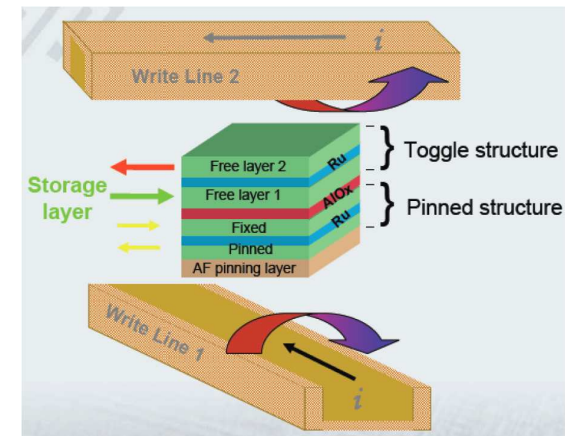 i
Write Line 2
Ru
Free layer 2
Toggle structure
Storage
layer
Free layer 1
AlOx
Fixed
Ru
Pinned structure
Pinned
AF pinning layer
Write Line 1
i